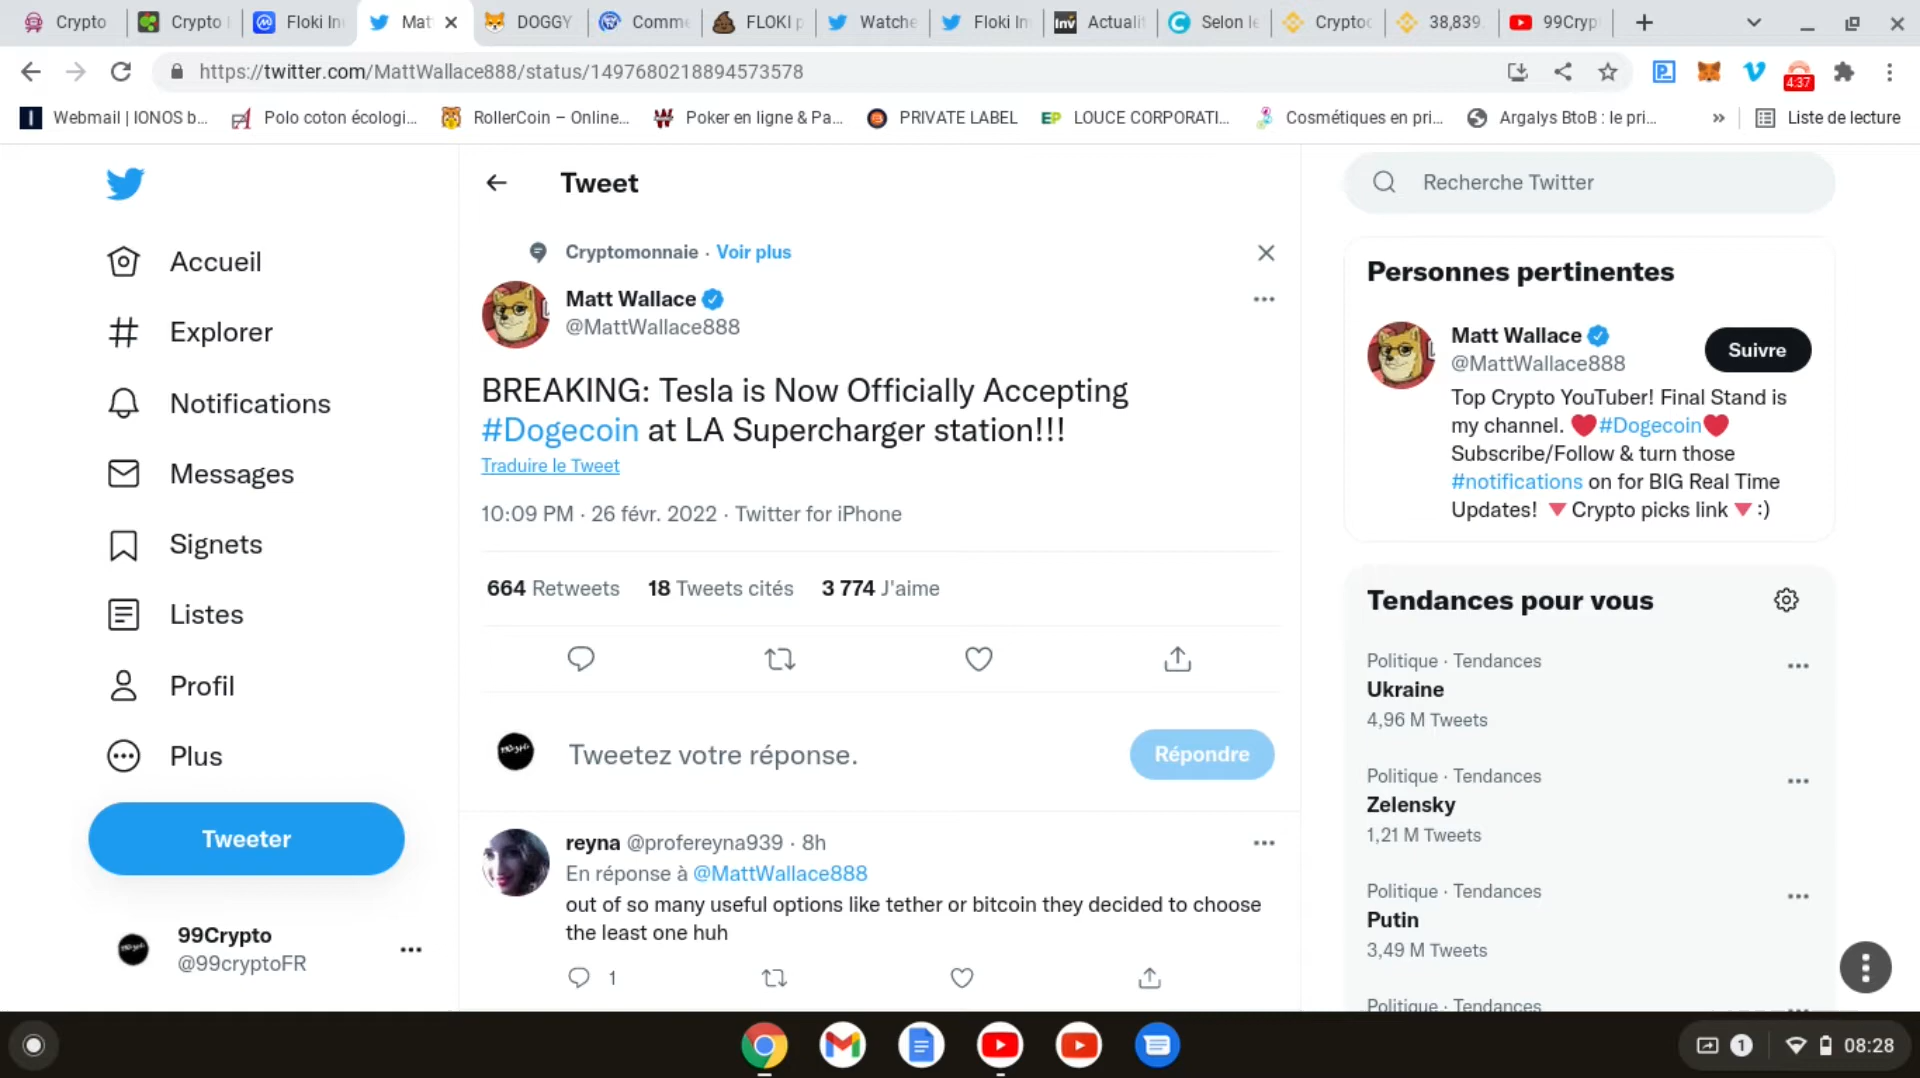 Crypto
Crypto
Floki In
Mat
DOGGY
Comme
FLOKI p
Watche
Floki In
Inv
Actualit
Selon le
Cryptoc
38,839.
99Cryp
https://twitter.com/MattWallace888/status/1497680218894573578
4:37
Webmail | IONOS b...
Polo coton écologi...
RollerCoin – Online...
Poker en ligne & Pa...
PRIVATE LABEL
EP
LOUCE CORPORATI...
Cosmétiques en pri...
Argalys BtoB : le pri...
»
Liste de lecture
Accueil
Explorer
Notifications
Messages
Signets
Listes
Profil
Plus
Tweeter
99Crypto
@99cryptoFR
Tweet
Cryptomonnaie · Voir plus
Matt Wallace
@MattWallace888
BREAKING: Tesla is Now Officially Accepting
#Dogecoin at LA Supercharger station!!!
Traduire le Tweet
10:09 PM · 26 févr. 2022 · Twitter for iPhone
664 Retweets 18 Tweets cités 3 774 J'aime
Tweetez votre réponse.
Répondre
reyna @profereyna939 · 8h
En réponse à @MattWallace888
out of so many useful options like tether or bitcoin they decided to choose
the least one huh
1
Recherche Twitter
Personnes pertinentes
Matt Wallace
@MattWallace888
Suivre
Top Crypto YouTuber! Final Stand is
my channel. ❤️#Dogecoin❤️
Subscribe/Follow & turn those
#notifications on for BIG Real Time
Updates! 🔻Crypto picks link🔻:)
Tendances pour vous
Politique · Tendances
Ukraine
4,96 M Tweets
Politique · Tendances
Zelensky
1,21 M Tweets
Politique · Tendances
Putin
3,49 M Tweets
Politique · Tendances
1
08:28